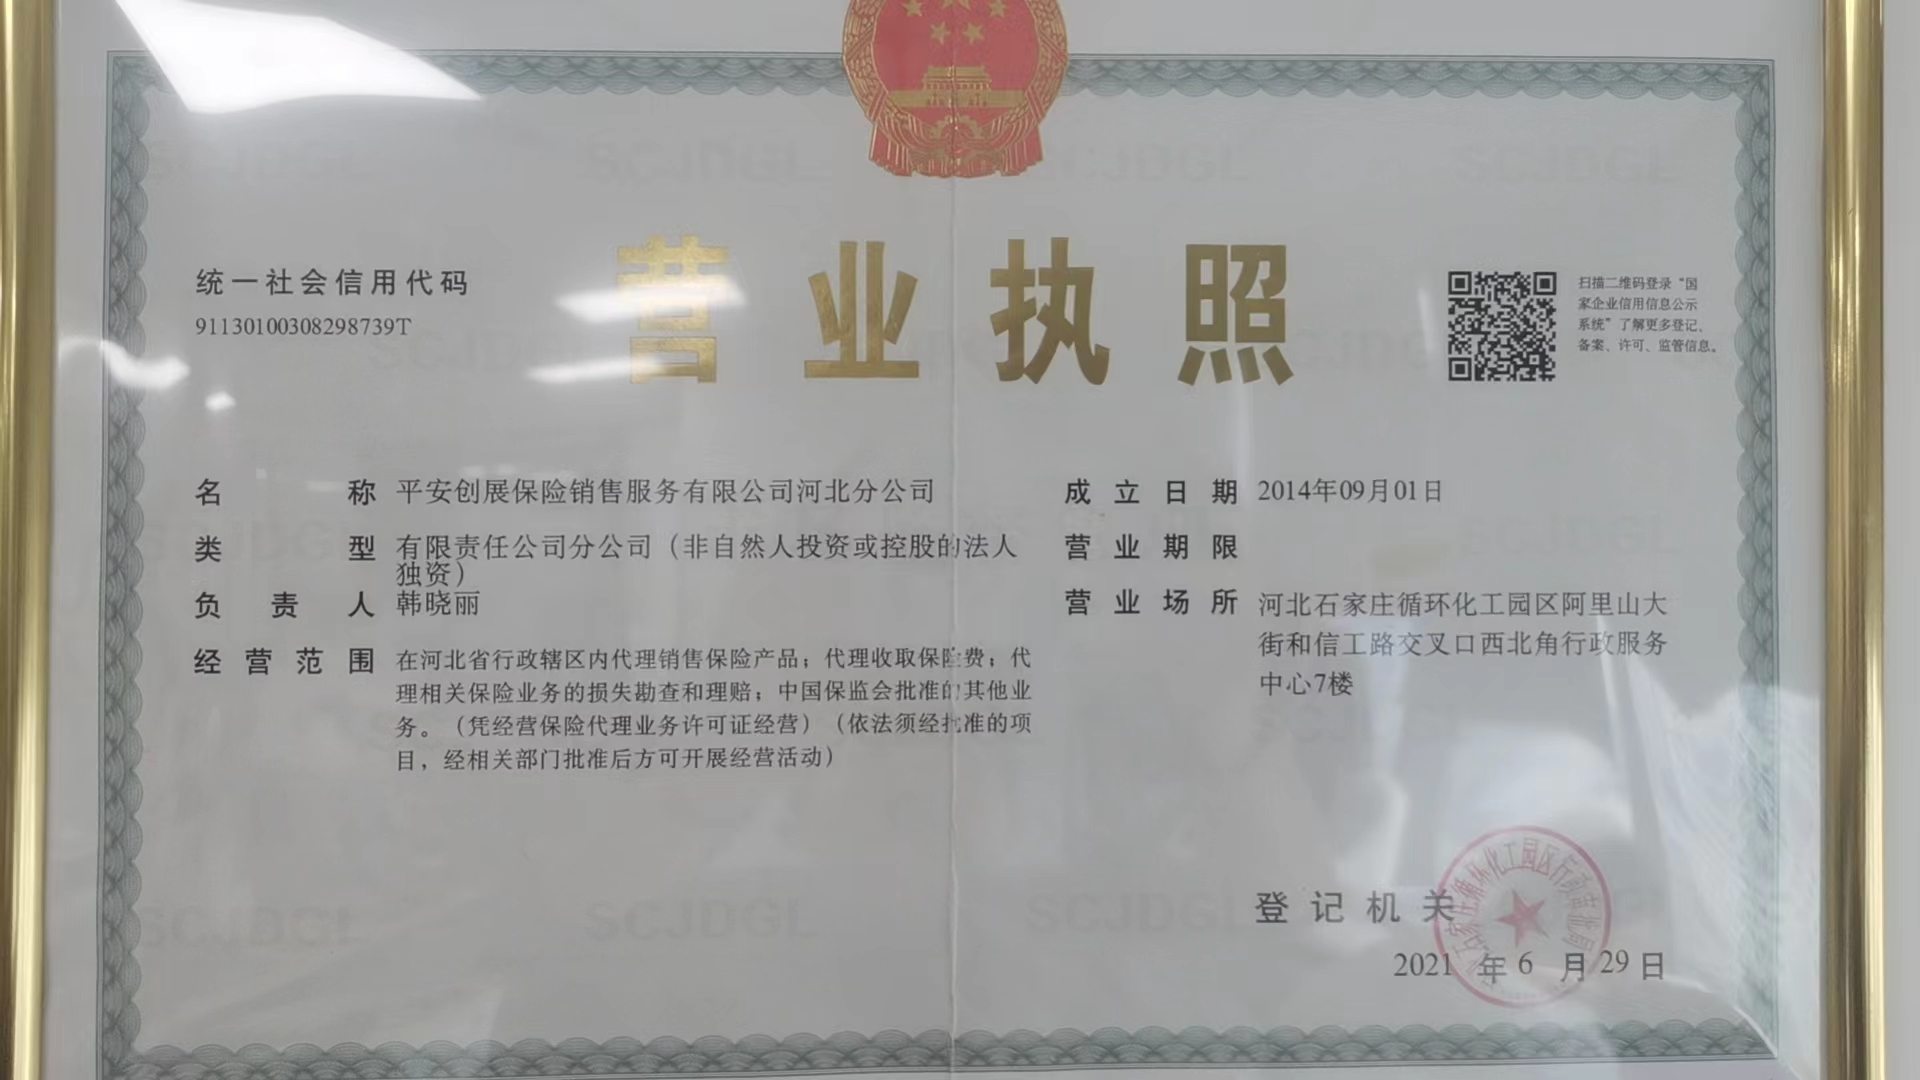 营业执照
统一社会信用代码
91130100308298739T
扫描二维码登录“国
家企业信用信息公示
系统”了解更多登记、
备案、许可、监管信息。
名称 平安创展保险销售服务有限公司河北分公司
类型 有限责任公司分公司（非自然人投资或控股的法人
独资）
负责人 韩晓丽
经营范围 在河北省行政辖区内代理销售保险产品；代理收取保险费；代
理相关保险业务的损失勘查和理赔；中国保监会批准的其他业
务。（凭经营保险代理业务许可证经营）（依法须经批准的项
目，经相关部门批准后方可开展经营活动）
成立日期 2014年09月01日
营业期限
营业场所 河北石家庄循环化工园区阿里山大
街和信工路交叉口西北角行政服务
中心7楼
登记机关
2021年6月29日
SCJDGL